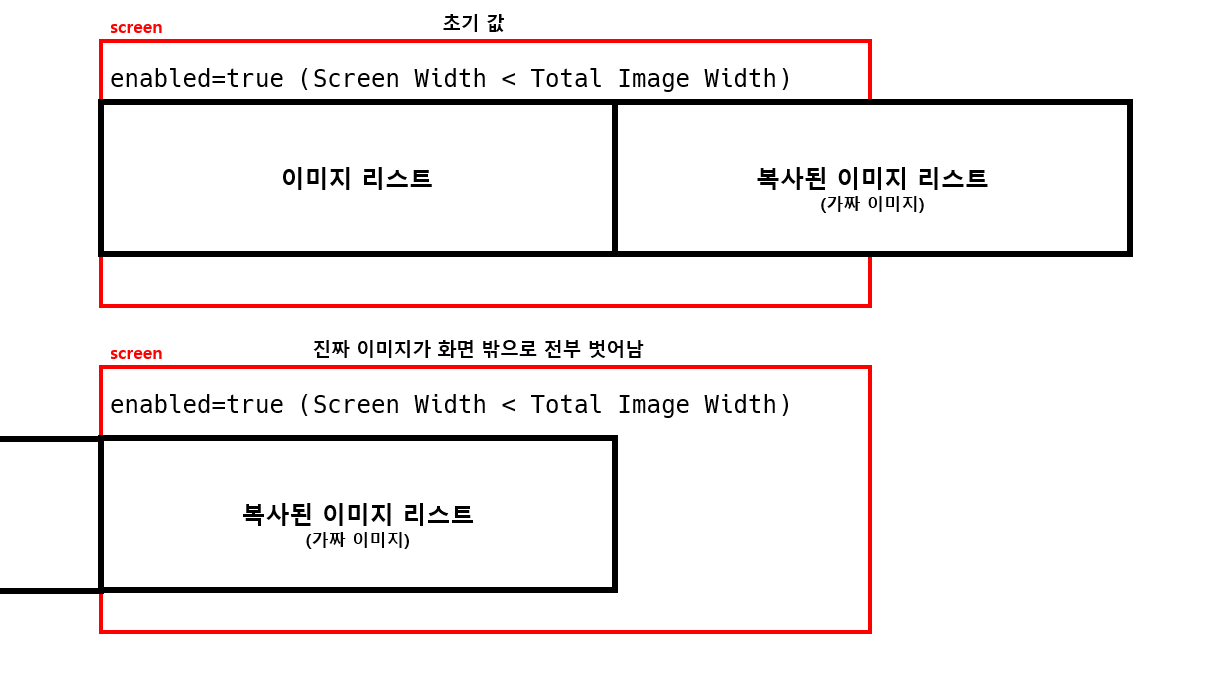 초기 값
screen
enabled=true (Screen Width < Total Image Width)
이미지 리스트
복사된 이미지 리스트
(가짜 이미지)
진짜 이미지가 화면 밖으로 전부 벗어남
screen
enabled=true (Screen Width < Total Image Width)
복사된 이미지 리스트
(가짜 이미지)